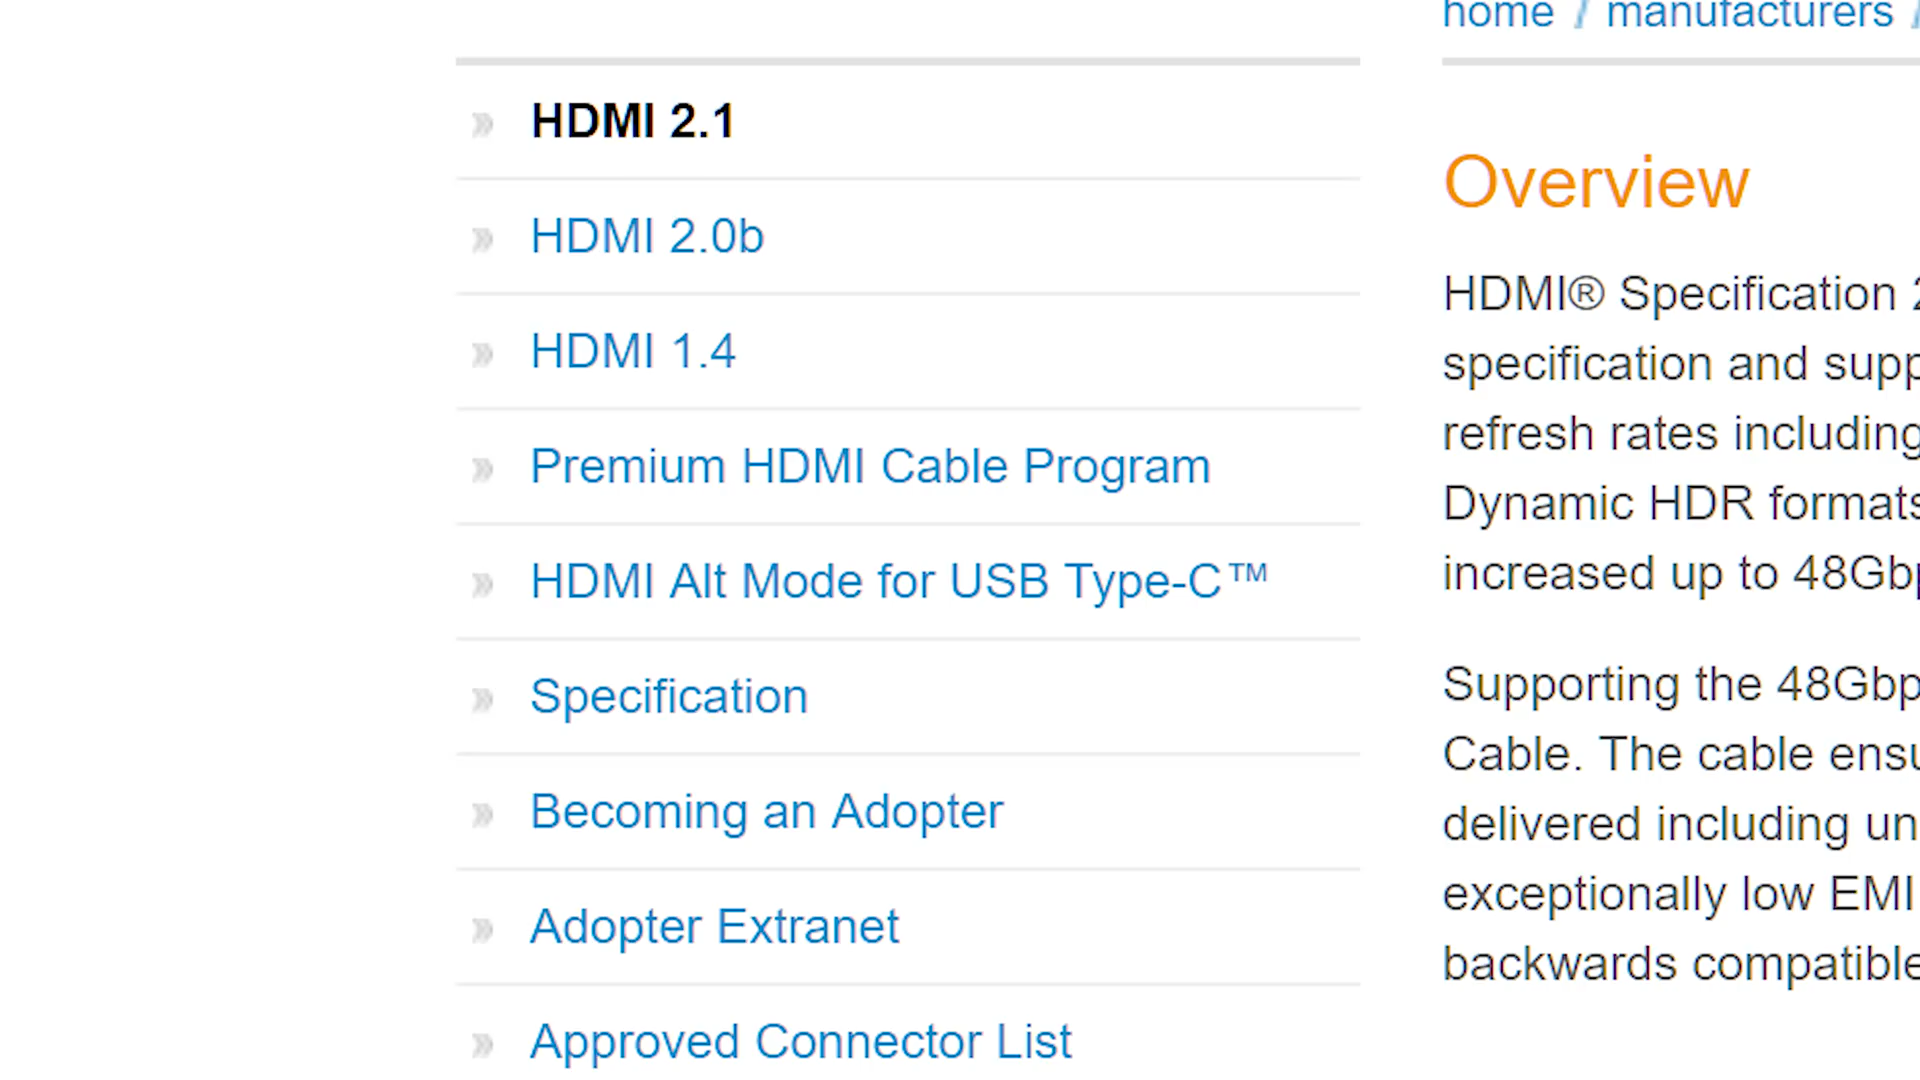 home / manufacturers /
HDMI 2.1
HDMI 2.0b
HDMI 1.4
Premium HDMI Cable Program
HDMI Alt Mode for USB Type-C™
Specification
Becoming an Adopter
Adopter Extranet
Approved Connector List
Overview
HDMI® Specification
specification and supp
refresh rates including
Dynamic HDR formats
increased up to 48Gbp
Supporting the 48Gbp
Cable. The cable ensu
delivered including un
exceptionally low EMI
backwards compatible